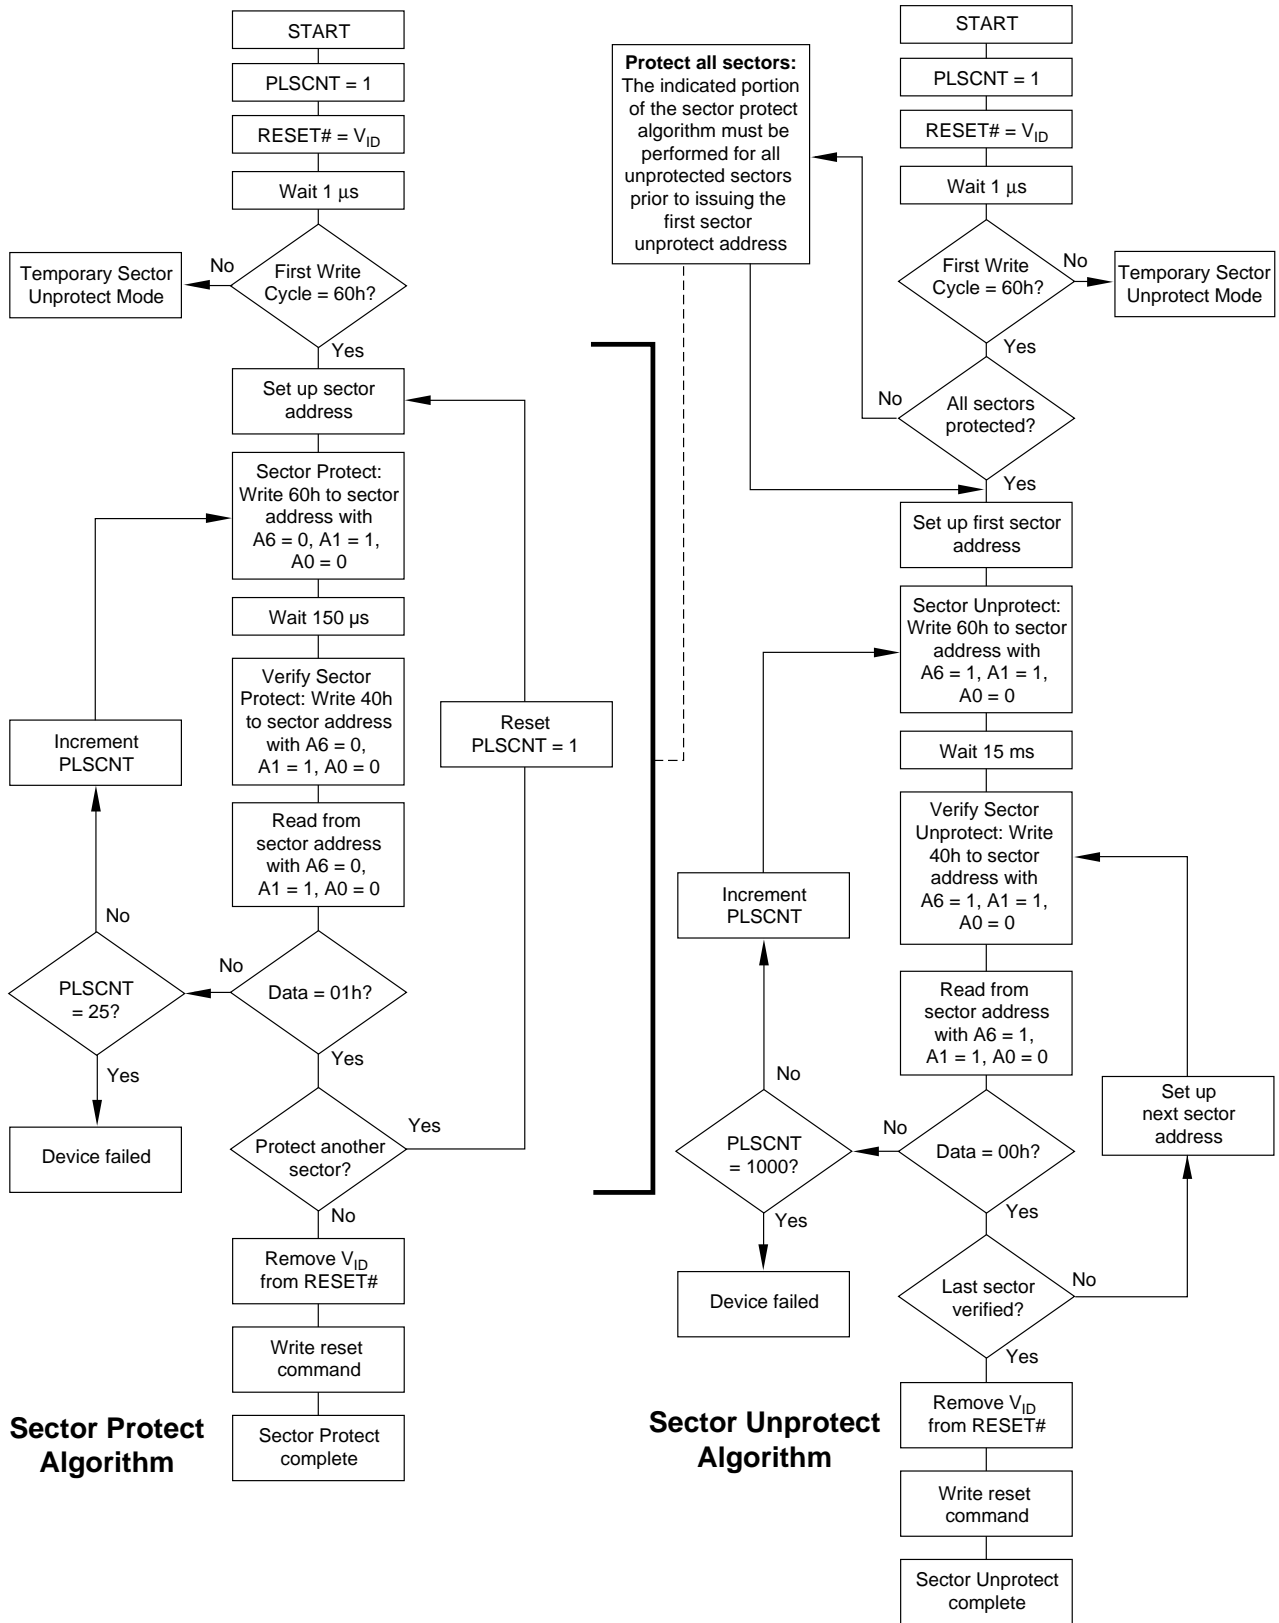 START
PLSCNT = 1
RESET# = VID
Wait 1 μs
First Write
Cycle = 60h?
No
Temporary Sector
Unprotect Mode
Yes
Set up sector
address
Sector Protect:
Write 60h to sector
address with
A6 = 0, A1 = 1,
A0 = 0
Wait 150 µs
Verify Sector
Protect: Write 40h
to sector address
with A6 = 0,
A1 = 1, A0 = 0
Read from
sector address
with A6 = 0,
A1 = 1, A0 = 0
Data = 01h?
No
PLSCNT
= 25?
No
Increment
PLSCNT
Yes
Device failed
Yes
Protect another
sector?
Yes
Reset
PLSCNT = 1
No
Remove VID
from RESET#
Write reset
command
Sector Protect
complete
Sector Protect
Algorithm
Protect all sectors:
The indicated portion
of the sector protect
algorithm must be
performed for all
unprotected sectors
prior to issuing the
first sector
unprotect address
START
PLSCNT = 1
RESET# = VID
Wait 1 μs
First Write
Cycle = 60h?
No
Temporary Sector
Unprotect Mode
Yes
All sectors
protected?
No
Yes
Set up first sector
address
Sector Unprotect:
Write 60h to sector
address with
A6 = 1, A1 = 1,
A0 = 0
Wait 15 ms
Verify Sector
Unprotect: Write
40h to sector
address with
A6 = 1, A1 = 1,
A0 = 0
Read from
sector address
with A6 = 1,
A1 = 1, A0 = 0
Data = 00h?
No
PLSCNT
= 1000?
No
Increment
PLSCNT
Yes
Device failed
Yes
Last sector
verified?
No
Set up
next sector
address
Yes
Remove VID
from RESET#
Write reset
command
Sector Unprotect
complete
Sector Unprotect
Algorithm